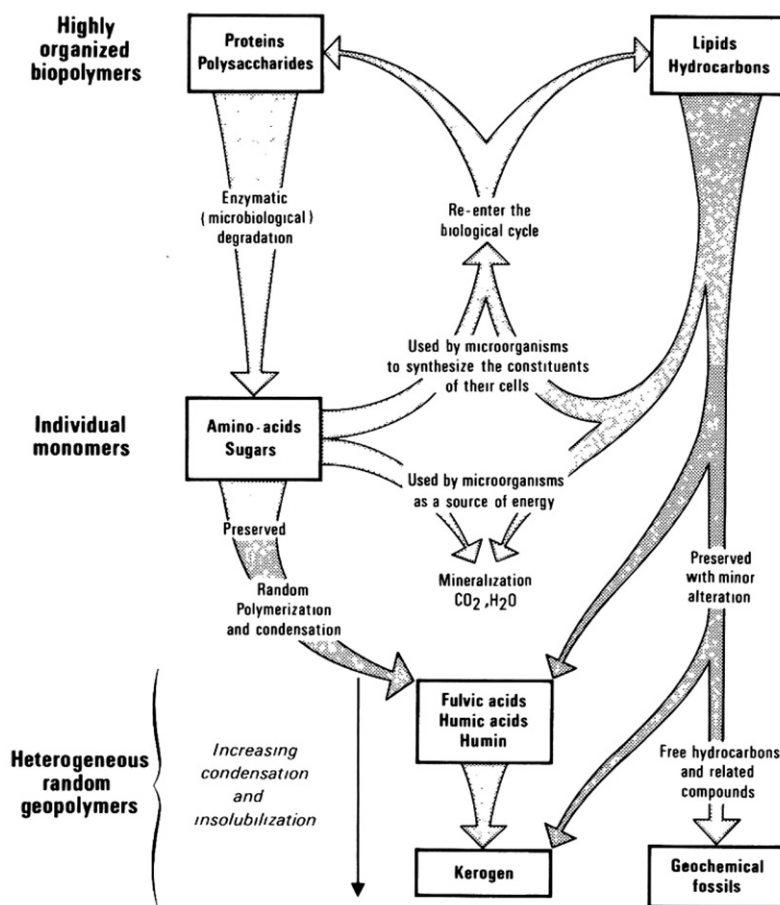 Highly
organized
biopolymers
Proteins
Polysaccharides
Lipids
Hydrocarbons
Enzymatic
(microbiological)
degradation
Re-enter the
biological cycle
Used by microorganisms
to synthesize the constituents
of their cells
Individual
monomers
Amino-acids
Sugars
Used by microorganisms
as a source of energy
Preserved
Random
Polymerization
and condensation
Mineralization
CO2,H2O
Preserved
with minor
alteration
Heterogeneous
random
geopolymers
Increasing
condensation
and
insolubilization
Fulvic acids
Humic acids
Humin
Free hydrocarbons
and related
compounds
Kerogen
Geochemical
fossils